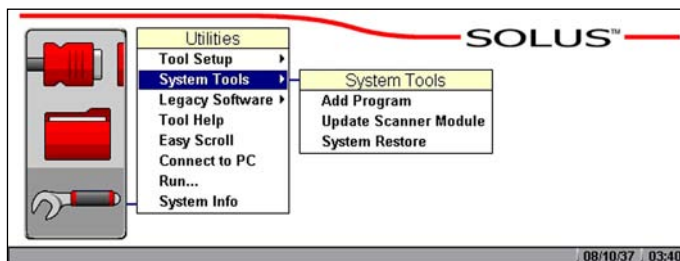 SOLUS™
Utilities
Tool Setup
System Tools
Legacy Software
Tool Help
Easy Scroll
Connect to PC
Run...
System Info
System Tools
Add Program
Update Scanner Module
System Restore
08/10/37 03:40